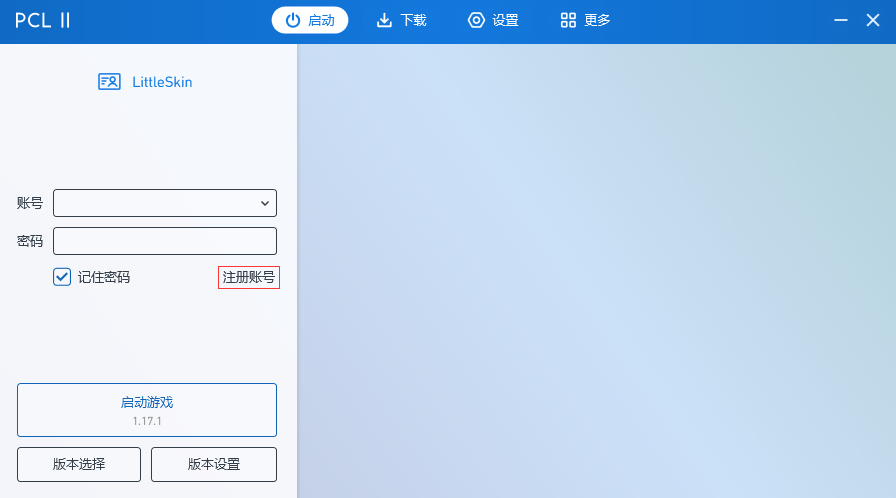 PCL II 启动 下载 设置 更多
LittleSkin
账号
密码
记住密码 注册账号
启动游戏
1.17.1
版本选择 版本设置